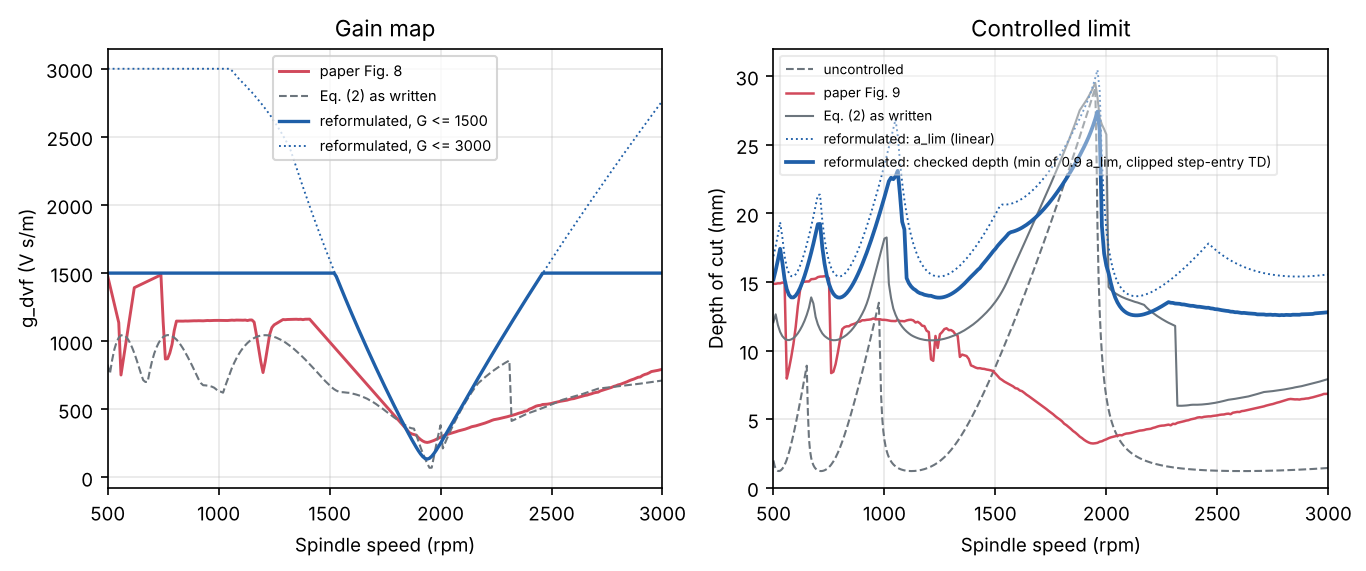 Gain map
3000
2500
2000
1500
1000
500
0
g_dvf (V s/m)
paper Fig. 8
Eq. (2) as written
reformulated, G <= 1500
reformulated, G <= 3000
500 1000 1500 2000 2500 3000
Spindle speed (rpm)
Controlled limit
30
25
20
15
10
5
0
Depth of cut (mm)
uncontrolled
paper Fig. 9
Eq. (2) as written
reformulated: a_lim (linear)
reformulated: checked depth (min of 0.9 a_lim, clipped step-entry TD)
500 1000 1500 2000 2500 3000
Spindle speed (rpm)